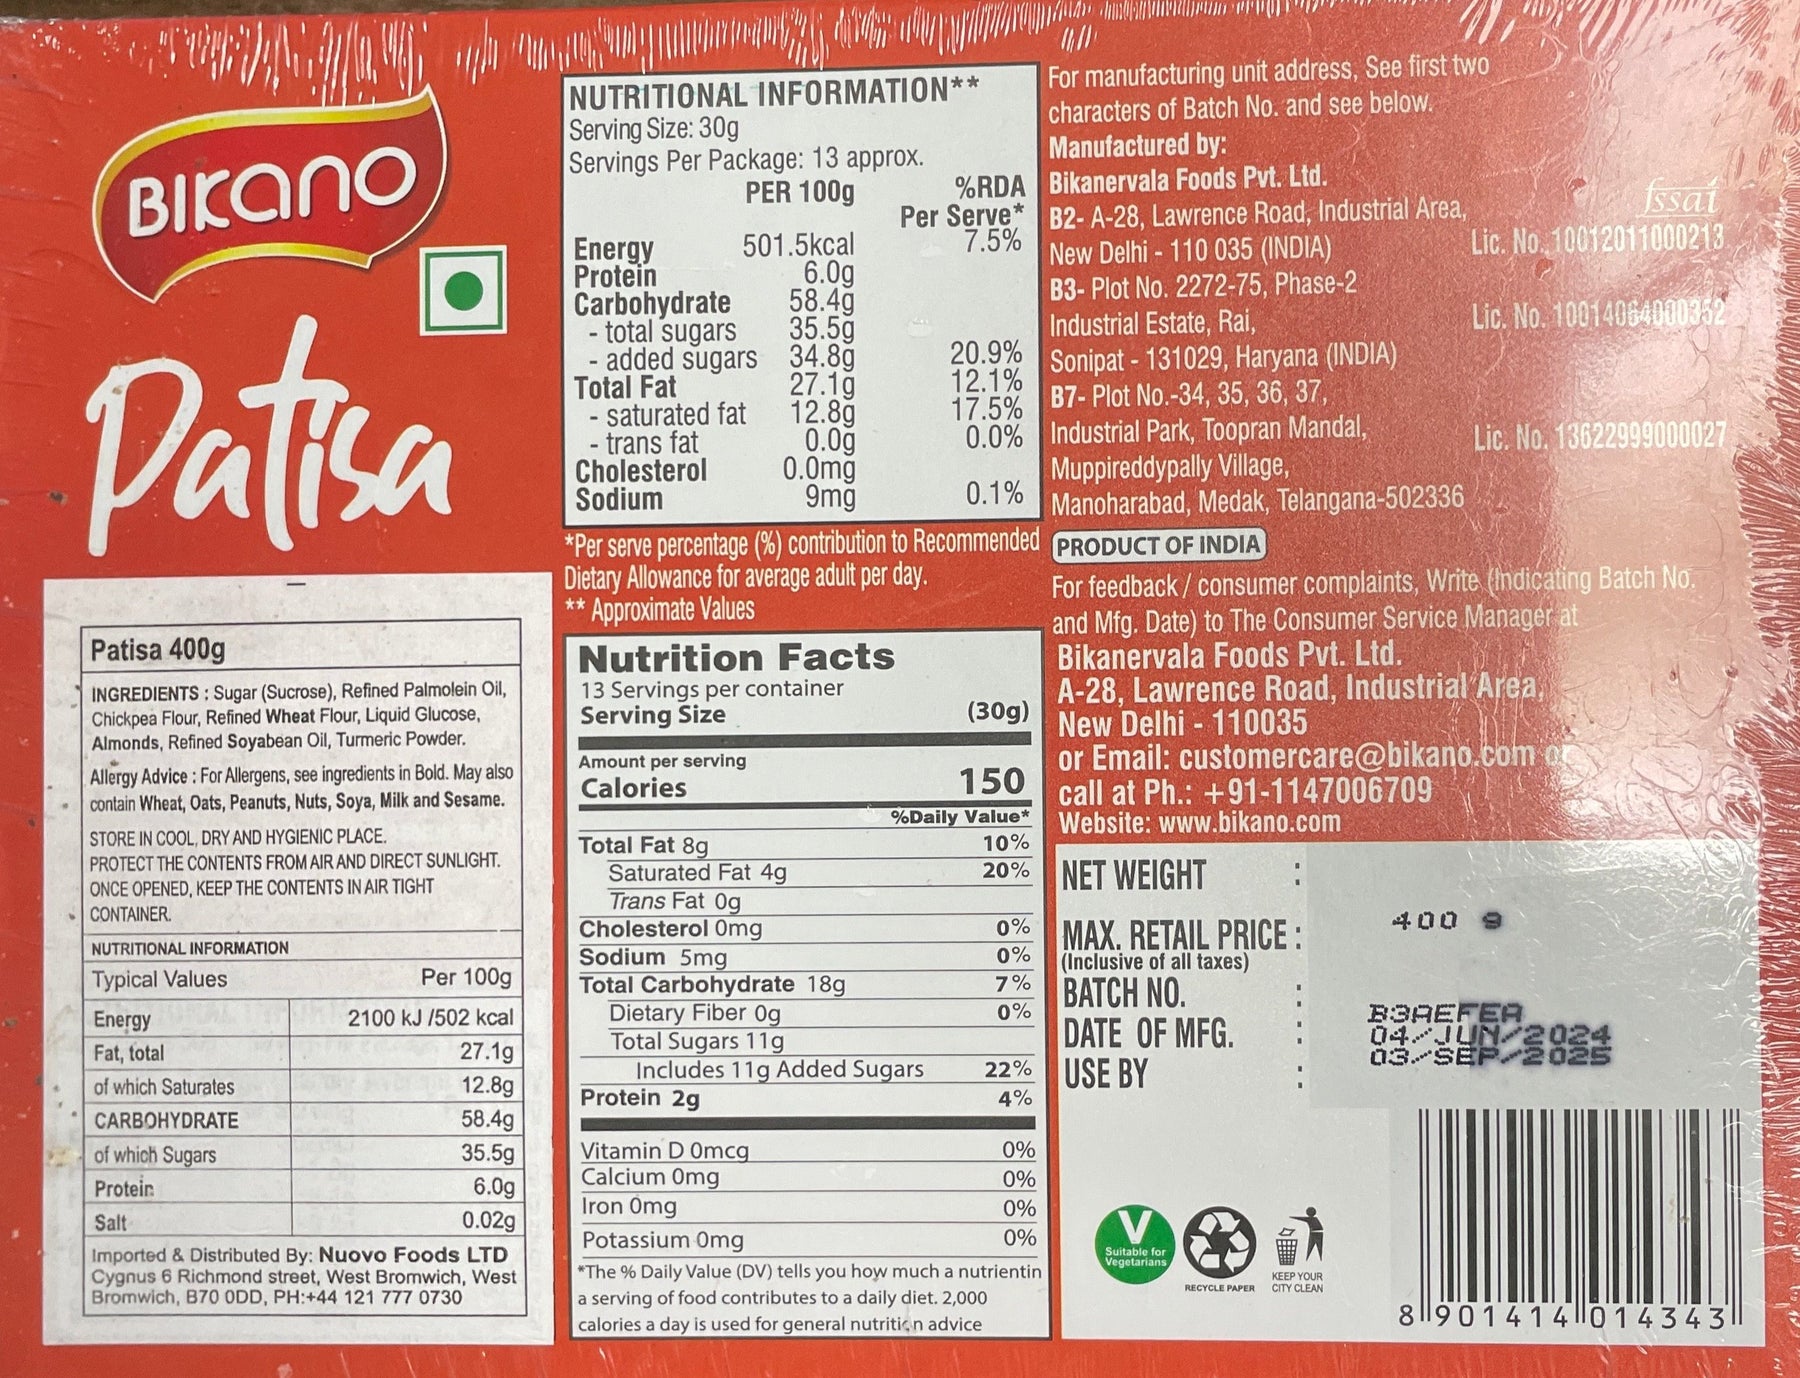 BIKANO
Patisa
Patisa 400g
INGREDIENTS : Sugar (Sucrose), Refined Palmolein Oil,
Chickpea Flour, Refined Wheat Flour, Liquid Glucose,
Almonds, Refined Soyabean Oil, Turmeric Powder.
Allergy Advice : For Allergens, see ingredients in Bold. May also
contain Wheat, Oats, Peanuts, Nuts, Soya, Milk and Sesame.
STORE IN COOL, DRY AND HYGIENIC PLACE.
PROTECT THE CONTENTS FROM AIR AND DIRECT SUNLIGHT.
ONCE OPENED, KEEP THE CONTENTS IN AIR TIGHT
CONTAINER.
NUTRITIONAL INFORMATION
Typical Values Per 100g
Energy 2100 kJ /502 kcal
Fat, total 27.1g
of which Saturates 12.8g
CARBOHYDRATE 58.4g
of which Sugars 35.5g
Protein 6.0g
Salt 0.02g
Imported & Distributed By: Nuovo Foods LTD
Cygnus 6 Richmond street, West Bromwich, West
Bromwich, B70 0DD, PH:+44 121 777 0730
NUTRITIONAL INFORMATION**
Serving Size: 30g
Servings Per Package: 13 approx.
PER 100g %RDA
Per Serve*
Energy 501.5kcal 7.5%
Protein 6.0g
Carbohydrate 58.4g
- total sugars 35.5g
- added sugars 34.8g 20.9%
Total Fat 27.1g 12.1%
- saturated fat 12.8g 17.5%
- trans fat 0.0g 0.0%
Cholesterol 0.0mg
Sodium 9mg 0.1%
*Per serve percentage (%) contribution to Recommended
Dietary Allowance for average adult per day.
** Approximate Values
Nutrition Facts
13 Servings per container
Serving Size (30g)
Amount per serving
Calories 150
%Daily Value*
Total Fat 8g 10%
Saturated Fat 4g 20%
Trans Fat 0g
Cholesterol 0mg 0%
Sodium 5mg 0%
Total Carbohydrate 18g 7%
Dietary Fiber 0g 0%
Total Sugars 11g
Includes 11g Added Sugars 22%
Protein 2g 4%
Vitamin D 0mcg 0%
Calcium 0mg 0%
Iron 0mg 0%
Potassium 0mg 0%
*The % Daily Value (DV) tells you how much a nutrientin
a serving of food contributes to a daily diet. 2,000
calories a day is used for general nutrition advice
For manufacturing unit address, See first two
characters of Batch No. and see below.
Manufactured by:
Bikanervala Foods Pvt. Ltd.
fssai
B2- A-28, Lawrence Road, Industrial Area,
New Delhi - 110 035 (INDIA) Lic. No. 10012011000213
B3- Plot No. 2272-75, Phase-2
Industrial Estate, Rai, Lic. No. 10014064000352
Sonipat - 131029, Haryana (INDIA)
B7- Plot No.-34, 35, 36, 37,
Industrial Park, Toopran Mandal, Lic. No. 13622999000027
Muppireddypally Village,
Manoharabad, Medak, Telangana-502336
PRODUCT OF INDIA
For feedback / consumer complaints, Write (Indicating Batch No.
and Mfg. Date) to The Consumer Service Manager at
Bikanervala Foods Pvt. Ltd.
A-28, Lawrence Road, Industrial Area,
New Delhi - 110035
or Email: customercare@bikano.com or
call at Ph.: +91-1147006709
Website: www.bikano.com
NET WEIGHT : 400 g
MAX. RETAIL PRICE :
(Inclusive of all taxes)
BATCH NO. : B3AEFEA
DATE OF MFG. : 04/JUN/2024
USE BY : 03/SEP/2025
V
Suitable for
Vegetarians
RECYCLE PAPER
KEEP YOUR
CITY CLEAN
8 901414 014343